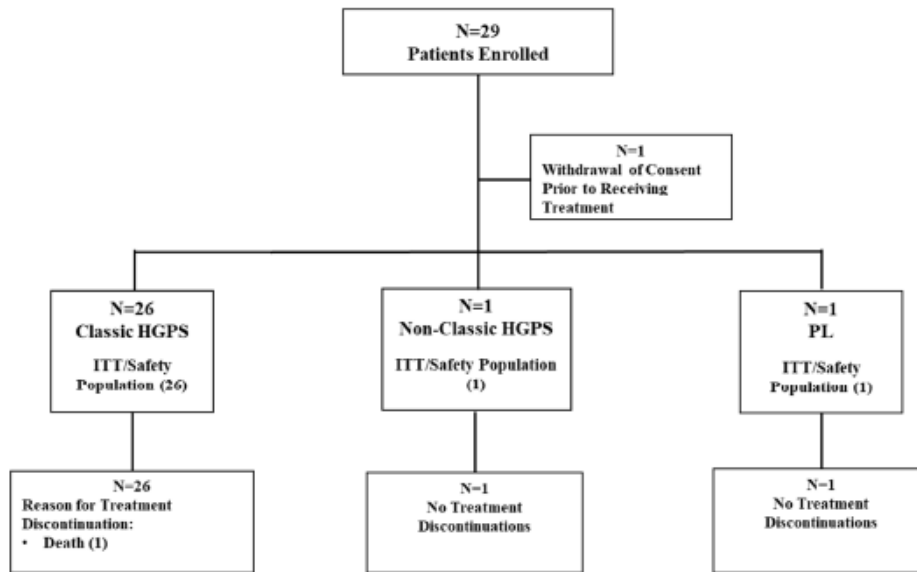 N=29
Patients Enrolled
N=1
Withdrawal of Consent
Prior to Receiving
Treatment
N=26
Classic HGPS
ITT/Safety
Population (26)
N=1
Non-Classic HGPS
ITT/Safety Population
(1)
N=1
PL
ITT/Safety
Population (1)
N=26
Reason for Treatment
Discontinuation:
• Death (1)
N=1
No Treatment
Discontinuations
N=1
No Treatment
Discontinuations